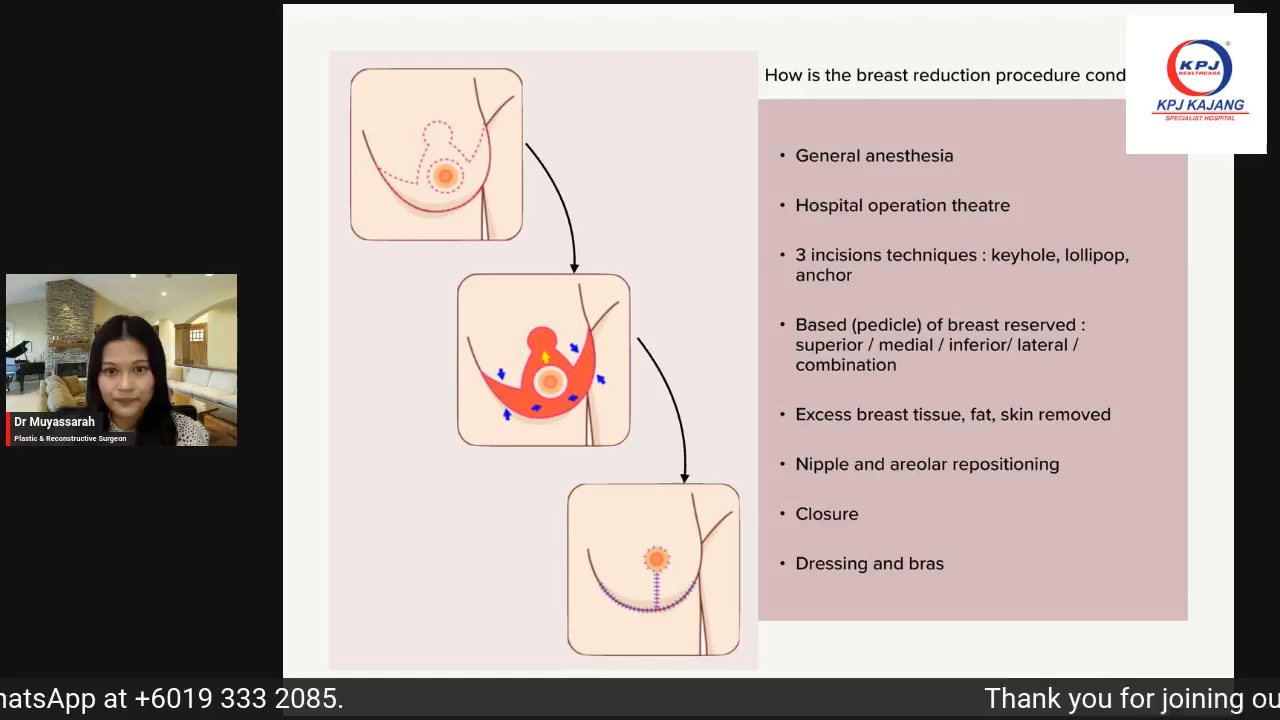 How is the breast reduction procedure cond
KPJ
HEALTHCARE
®
KPJ KAJANG
SPECIALIST HOSPITAL
• General anesthesia
• Hospital operation theatre
• 3 incisions techniques : keyhole, lollipop,
anchor
• Based (pedicle) of breast reserved :
superior / medial / inferior/ lateral /
combination
• Excess breast tissue, fat, skin removed
• Nipple and areolar repositioning
• Closure
• Dressing and bras
Dr Muyassarah
Plastic & Reconstructive Surgeon
hatsApp at +6019 333 2085.
Thank you for joining ou